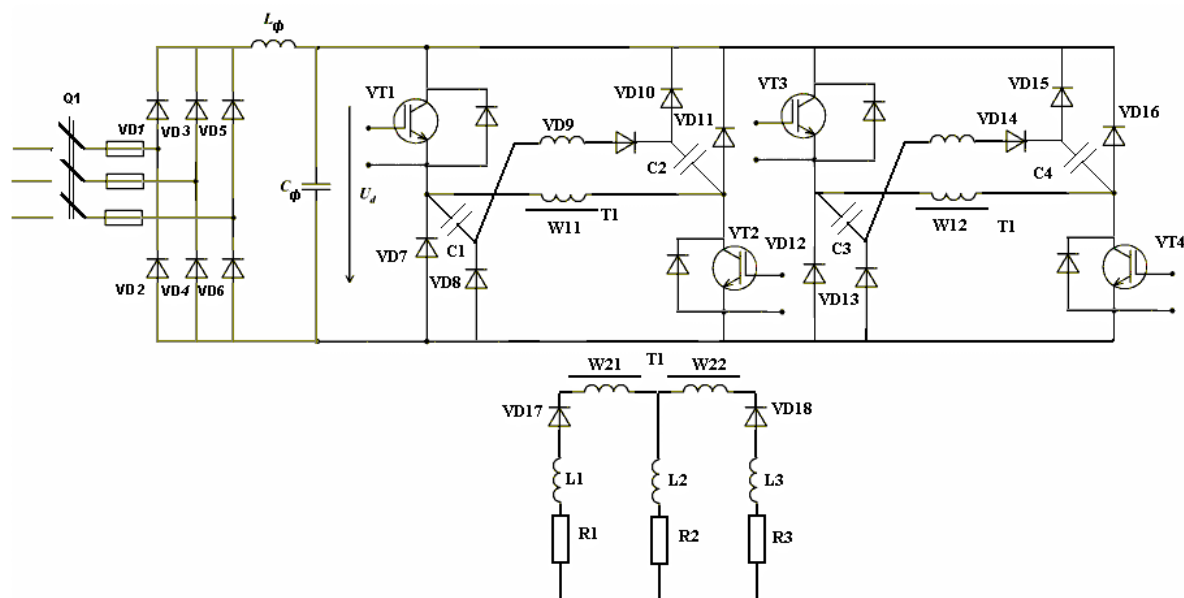 Lф
Q1
VD1 VD3 VD5
Cф
Ud
VD2 VD4 VD6
VT1
VD9
VD10
VD11
C2
W11 T1
C1
VD7
VD8
VT2
VD12
VT3
VD14
VD15
VD16
C4
W12 T1
C3
VD13
VT4
W21 T1 W22
VD17
VD18
L1 L2 L3
R1 R2 R3